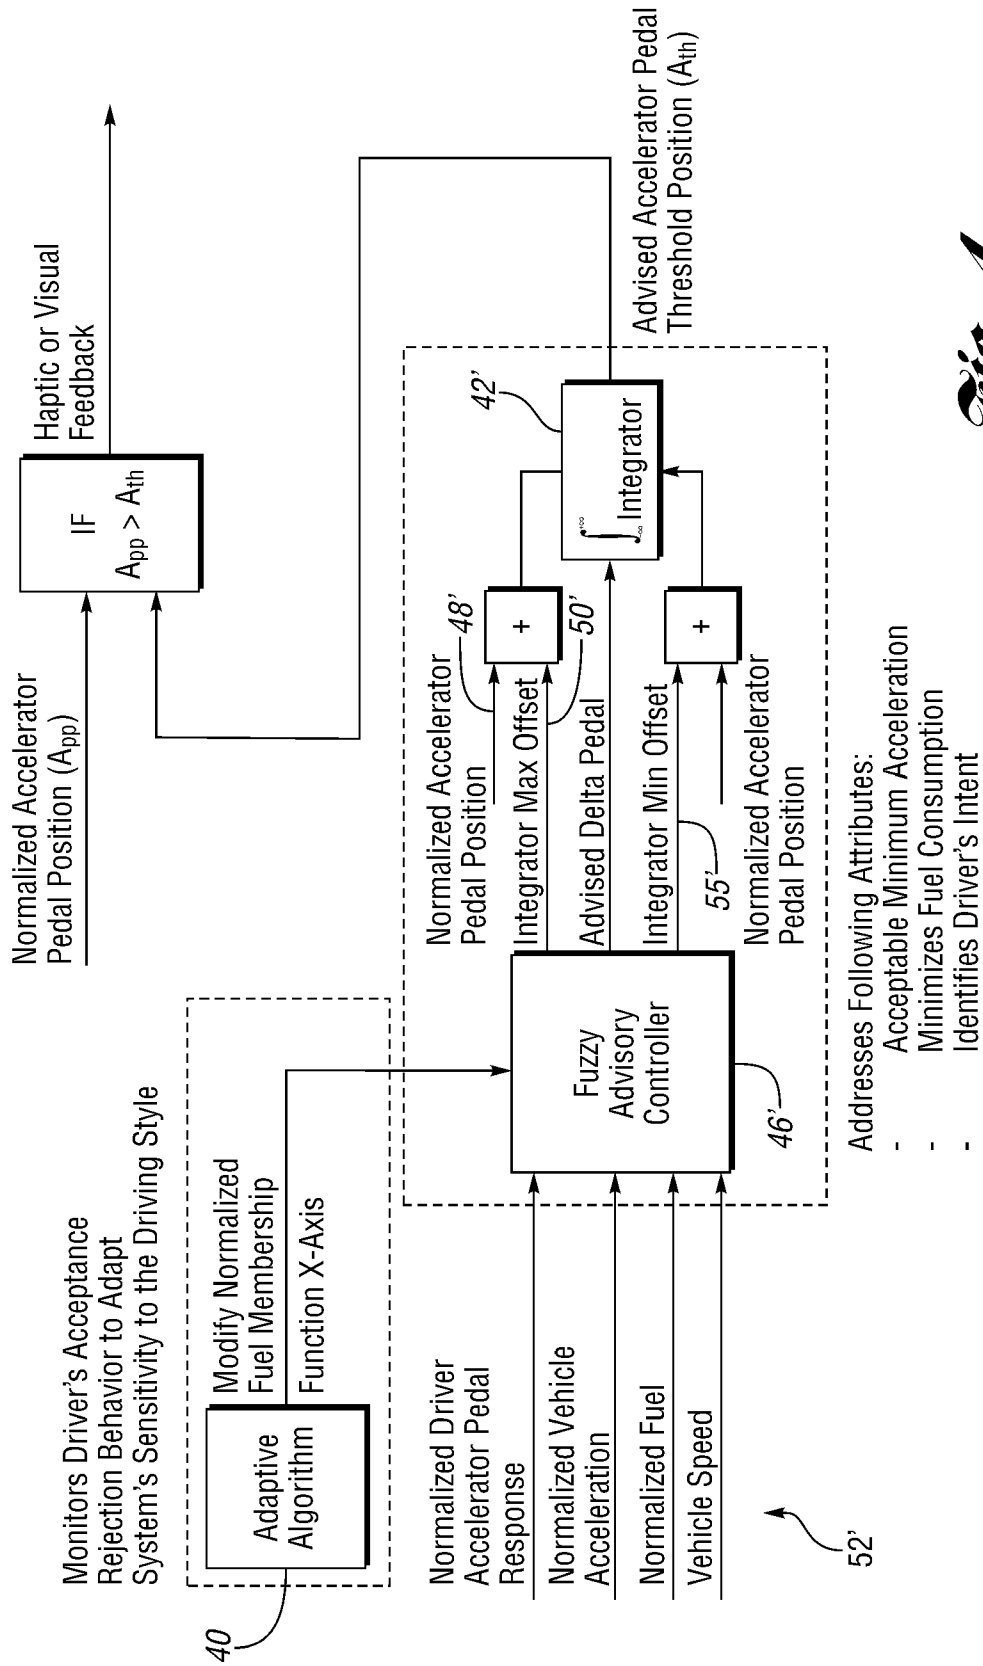 Monitors Driver's Acceptance
Rejection Behavior to Adapt
System's Sensitivity to the Driving Style
40
Adaptive
Algorithm
Modify Normalized
Fuel Membership
Function X-Axis
Normalized Accelerator
Pedal Position (App)
IF
App > Ath
Haptic or Visual
Feedback
Normalized Driver
Accelerator Pedal
Response
Normalized Vehicle
Acceleration
Normalized Fuel
Vehicle Speed
52'
Fuzzy
Advisory
Controller
46'
Normalized Accelerator
Pedal Position
48'
Integrator Max Offset
50'
Advised Delta Pedal
Integrator Min Offset
55'
Normalized Accelerator
Pedal Position
+
+
42'
∫ +∞ -∞ Integrator
Advised Accelerator Pedal
Threshold Position (Ath)
Addresses Following Attributes:
- Acceptable Minimum Acceleration
- Minimizes Fuel Consumption
- Identifies Driver's Intent